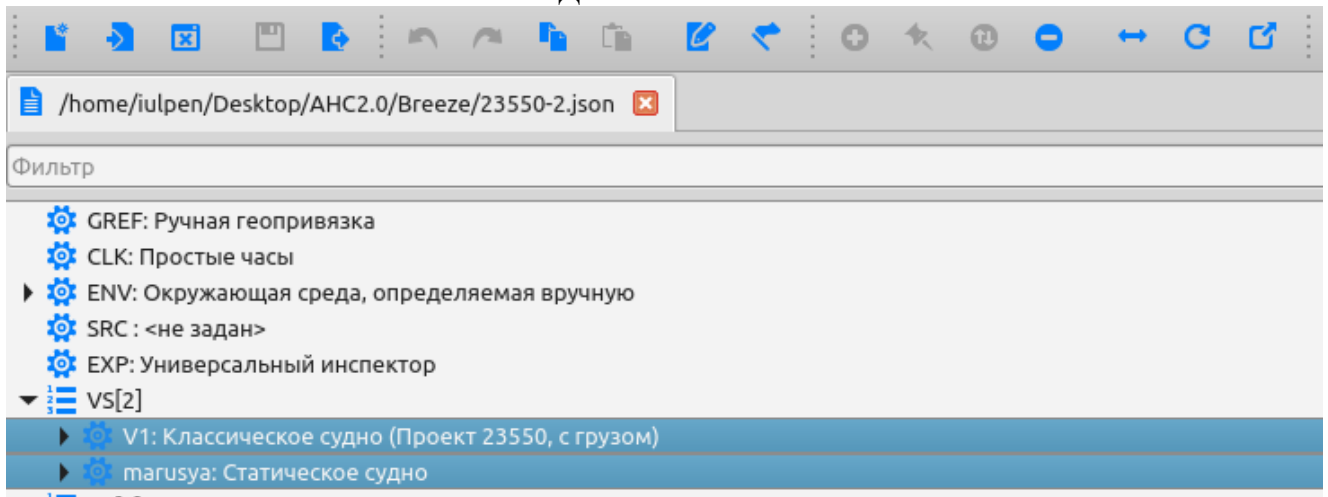 /home/iulpen/Desktop/AHC2.0/Breeze/23550-2.json
Фильтр
GREF: Ручная геопривязка
CLK: Простые часы
ENV: Окружающая среда, определяемая вручную
SRC : <не задан>
EXP: Универсальный инспектор
VS[2]
V1: Классическое судно (Проект 23550, с грузом)
marusya: Статическое судно